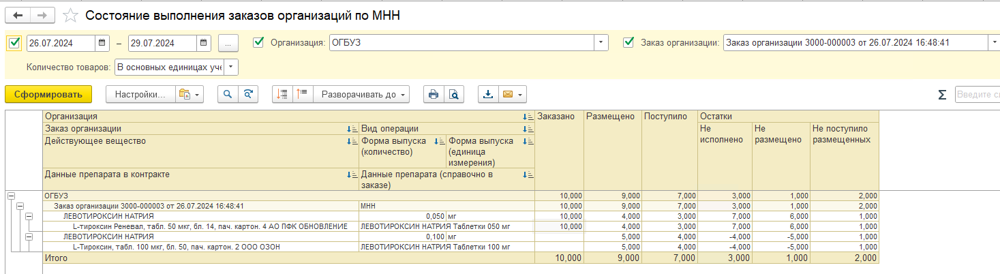 Состояние выполнения заказов организаций по МНН
26.07.2024 – 29.07.2024 ... Организация: ОГБУЗ Заказ организации: Заказ организации 3000-000003 от 26.07.2024 16:48:41
Количество товаров: В основных единицах уче
Сформировать Настройки... Разворачивать до Σ Введите сл
Организация Заказано Размещено Поступило Остатки
Заказ организации Вид операции Не исполнено Не размещено Не поступило размещенных
Действующее вещество Форма выпуска (количество) Форма выпуска (единица измерения)
Данные препарата в контракте Данные препарата (справочно в заказе)
ОГБУЗ 10,000 9,000 7,000 3,000 1,000 2,000
Заказ организации 3000-000003 от 26.07.2024 16:48:41 МНН 10,000 9,000 7,000 3,000 1,000 2,000
ЛЕВОТИРОКСИН НАТРИЯ 0,050 мг 10,000 4,000 3,000 7,000 6,000 1,000
L-тироксин Реневал, табл. 50 мкг, бл. 14, пач. картон. 4 АО ПФК ОБНОВЛЕНИЕ ЛЕВОТИРОКСИН НАТРИЯ Таблетки 050 мг 10,000 4,000 3,000 7,000 6,000 1,000
ЛЕВОТИРОКСИН НАТРИЯ 0,100 мг 5,000 4,000 -4,000 -5,000 1,000
L-Тироксин, табл. 100 мкг, бл. 50, пач. картон. 2 ООО ОЗОН ЛЕВОТИРОКСИН НАТРИЯ Таблетки 100 мг 5,000 4,000 -4,000 -5,000 1,000
Итого 10,000 9,000 7,000 3,000 1,000 2,000